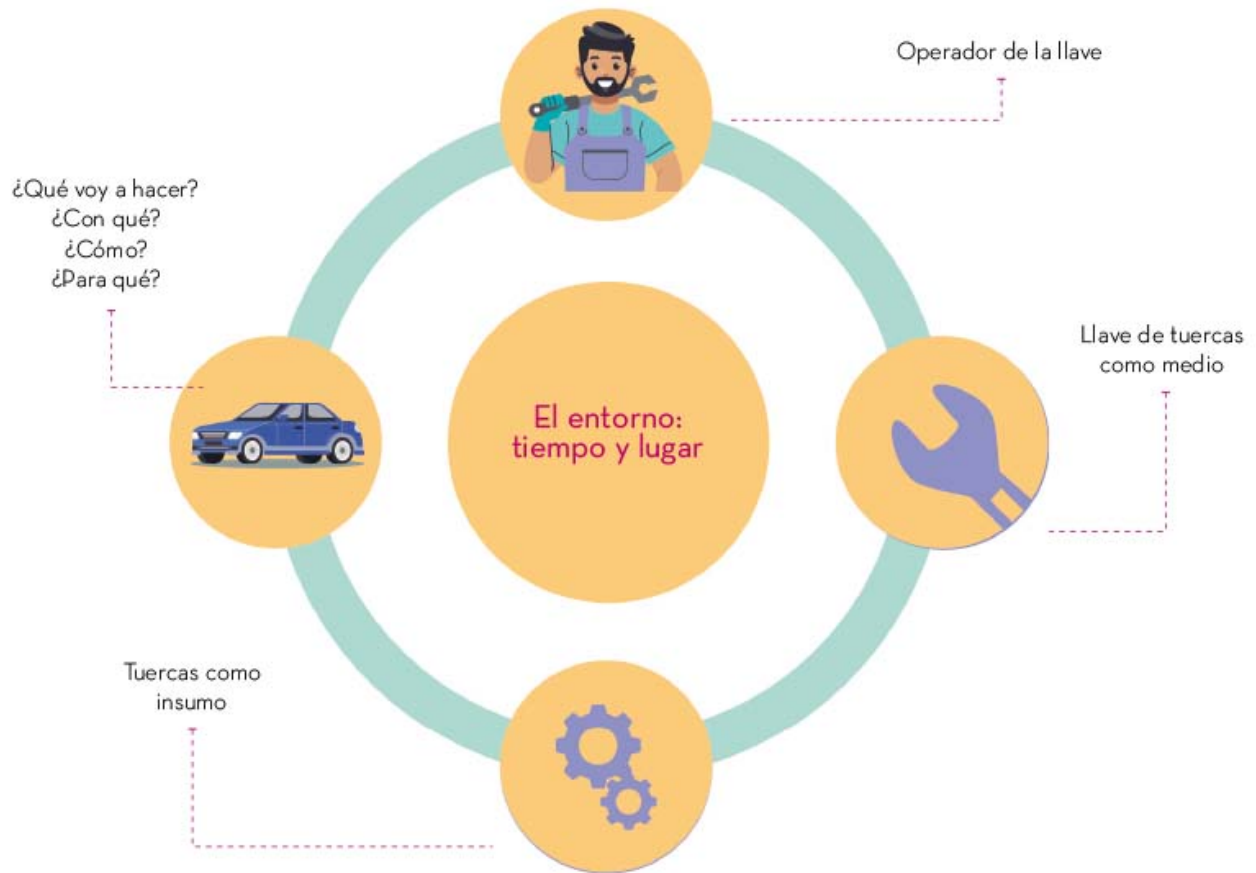 Operador de la llave
¿Qué voy a hacer?
¿Con qué?
¿Cómo?
¿Para qué?
Llave de tuercas
como medio
El entorno:
tiempo y lugar
Tuercas como
insumo